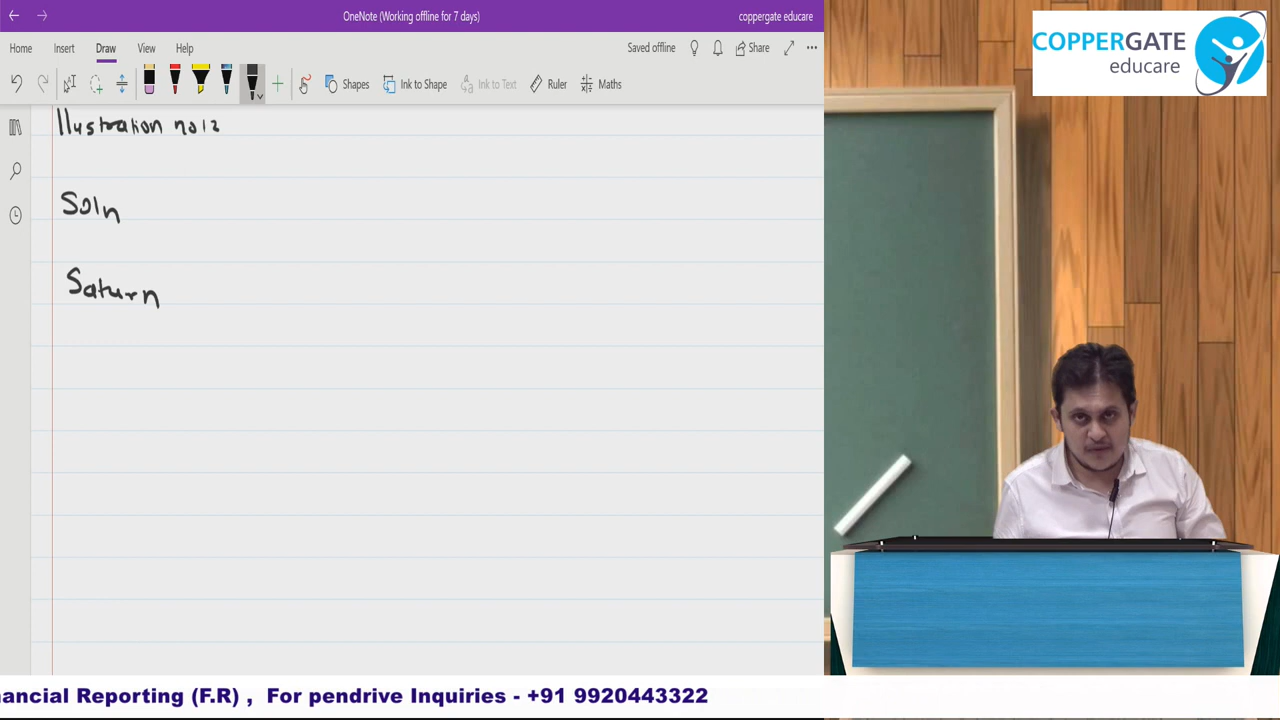 OneNote (Working offline for 7 days)
coppergate educare
Home Insert Draw View Help
Saved offline
Share
Shapes
Ink to Shape
Ink to Text
Ruler
Maths
Illustration no 12
Soln
Saturn
COPPERGATE
educare
nancial Reporting (F.R) , For pendrive Inquiries - +91 9920443322